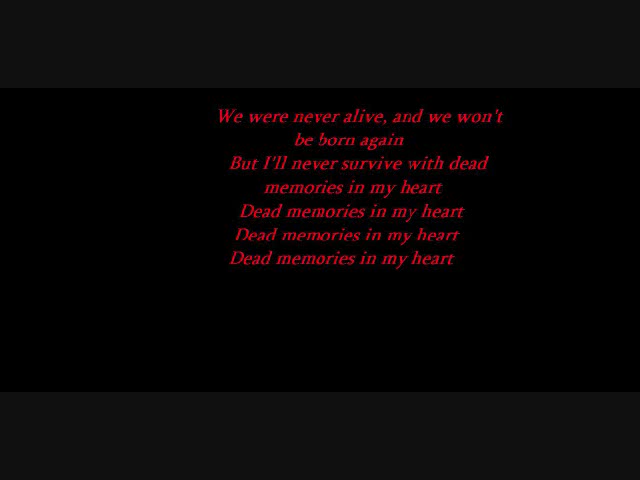 We were never alive, and we won't
be born again
But I'll never survive with dead
memories in my heart
Dead memories in my heart
Dead memories in my heart
Dead memories in my heart